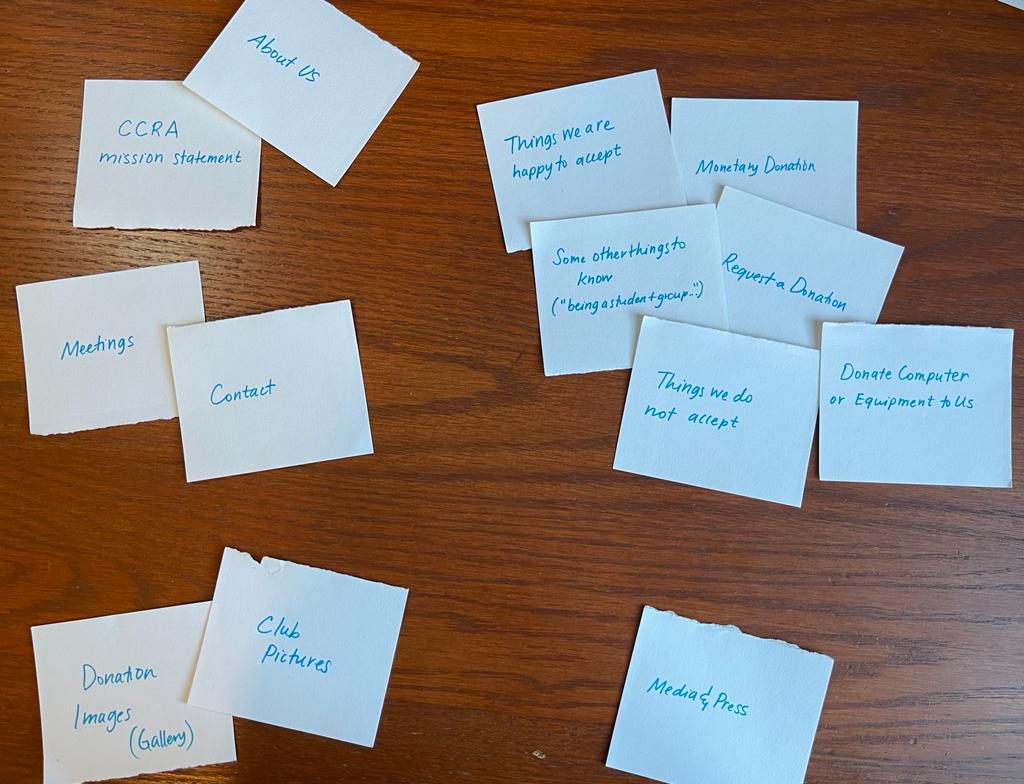 About Us
CCRA
mission statement
Things we are
happy to accept
Monetary Donation
Some other things to
know
("being a student group..")
Request a Donation
Meetings
Contact
Things we do
not accept
Donate Computer
or Equipment to Us
Donation
Images
(Gallery)
Club
Pictures
Media & Press